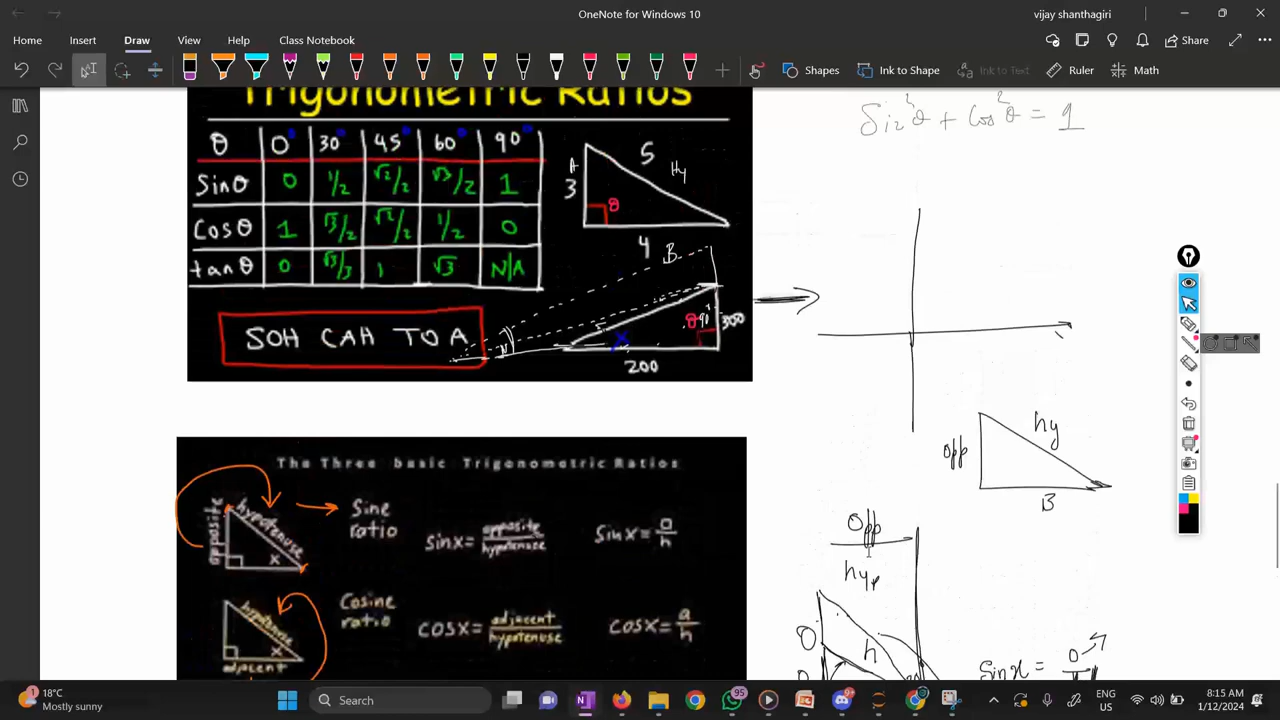 OneNote for Windows 10
vijay shanthagiri
Home Insert Draw View Help Class Notebook
Share
Shapes Ink to Shape Ink to Text Ruler Math
Trigonometric Ratios
θ 0° 30° 45° 60° 90°
Sinθ 0 1/2 √2/2 √3/2 1
Cosθ 1 √3/2 √2/2 1/2 0
tanθ 0 √3/3 1 √3 N/A
A
3
5
Hy
θ
4
B
SOH CAH TO A
θ 90
300
X
200
Sin²θ + Cos²θ = 1
hy
opp
B
The Three basic Trigonometric Ratios
opposite
hypotenuse
x
Sine
ratio
Sinx = opposite/hypotenuse
Sinx = o/h
hypotenuse
x
adjacent
Cosine
ratio
COSX = adjacent/hypotenuse
COSX = a/h
Opp
hyp
O
h
Sinx =
18°C
Mostly sunny
Search
95
ENG
US
8:15 AM
1/12/2024